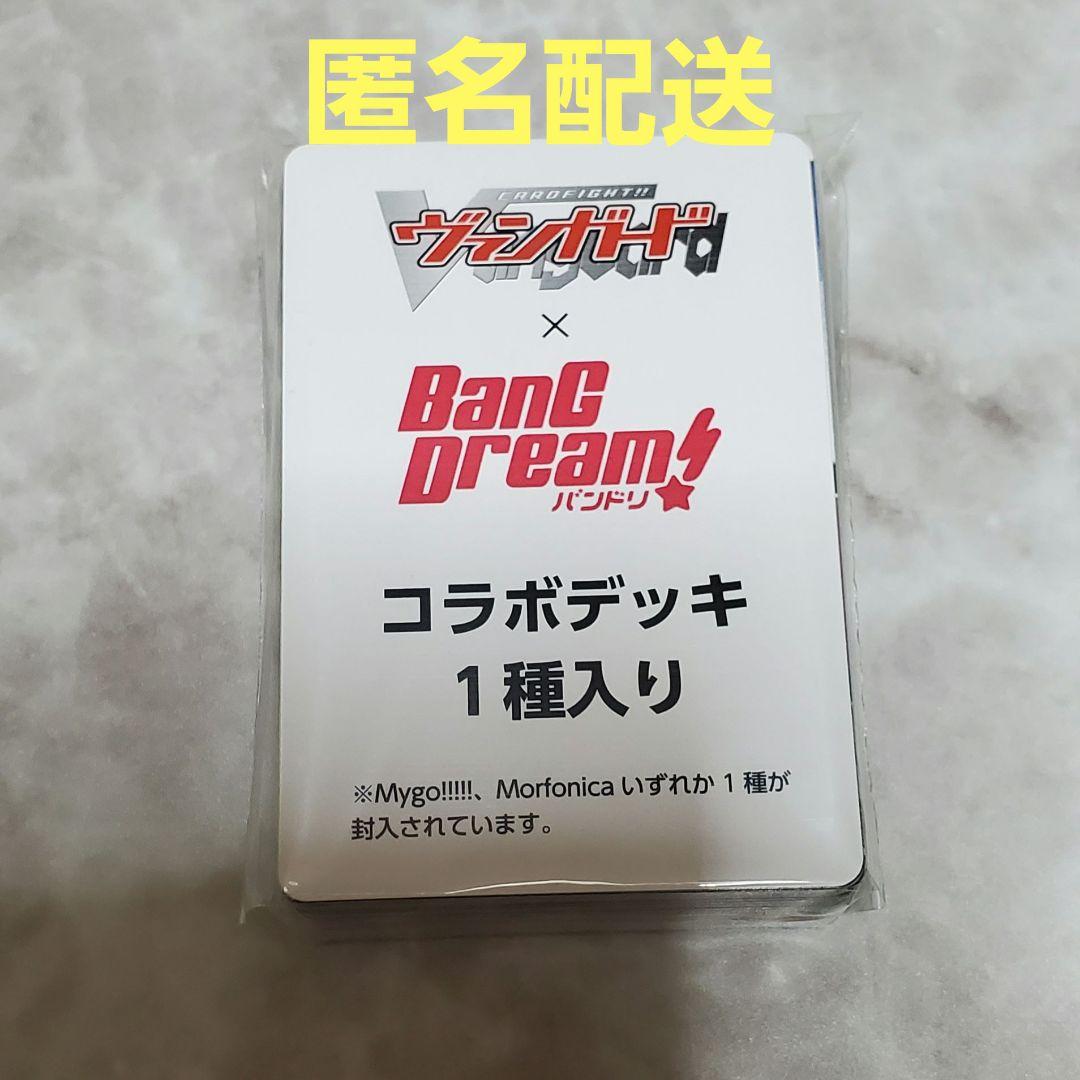 匿名配送
CARDFIGHT!!
ヴァンガード
Vanguard
×
BanG
Dream!
バンドリ
コラボデッキ
1種入り
※Mygo!!!!!、Morfonica いずれか 1 種が
封入されています。